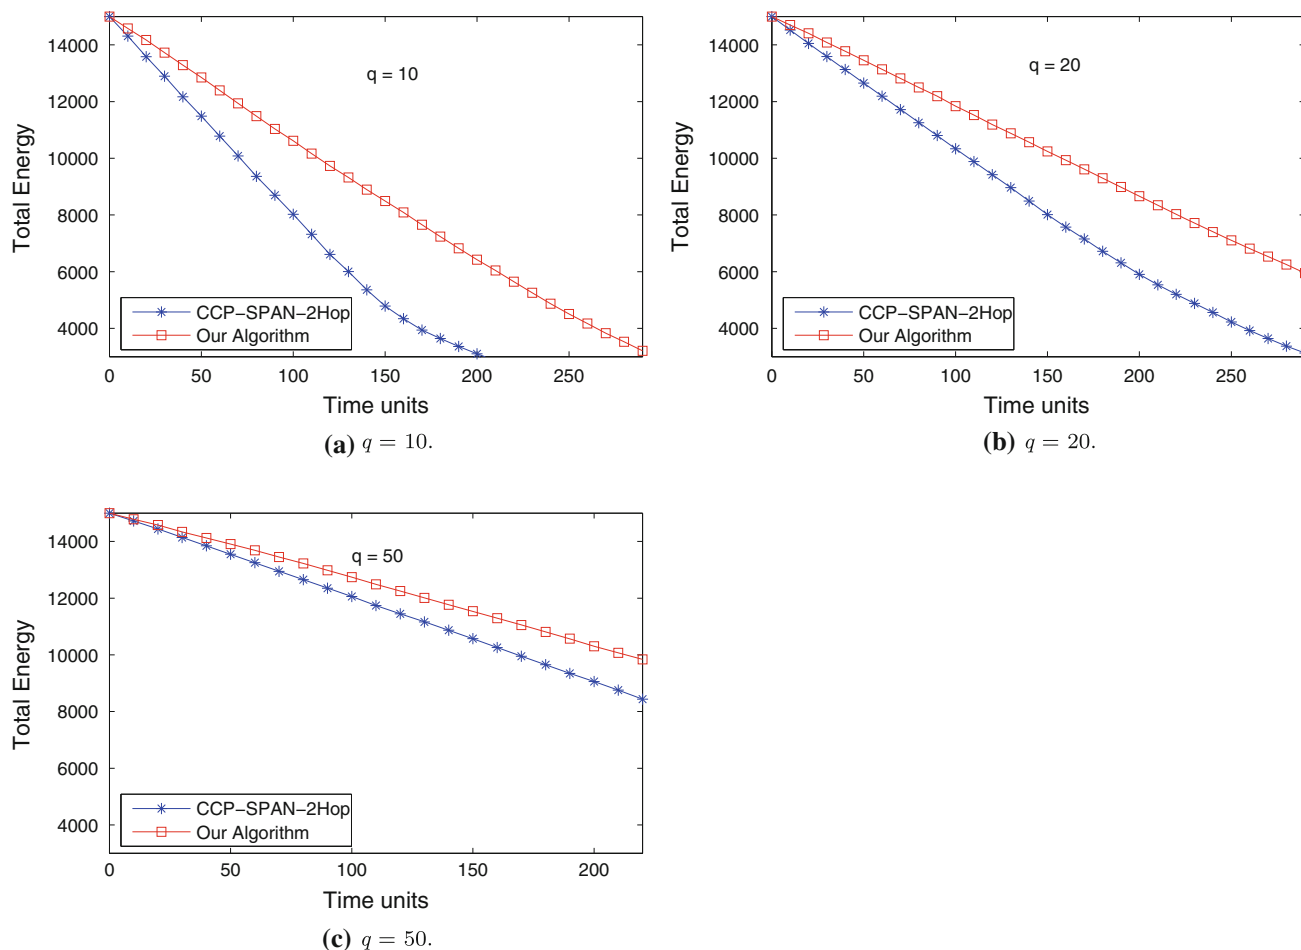 14000
12000
10000
8000
6000
4000
Total Energy
q = 10
CCP-SPAN-2Hop
Our Algorithm
0 50 100 150 200 250
Time units
(a) q = 10.
14000
12000
10000
8000
6000
4000
Total Energy
q = 20
CCP-SPAN-2Hop
Our Algorithm
0 50 100 150 200 250
Time units
(b) q = 20.
14000
12000
10000
8000
6000
4000
Total Energy
q = 50
CCP-SPAN-2Hop
Our Algorithm
0 50 100 150 200
Time units
(c) q = 50.